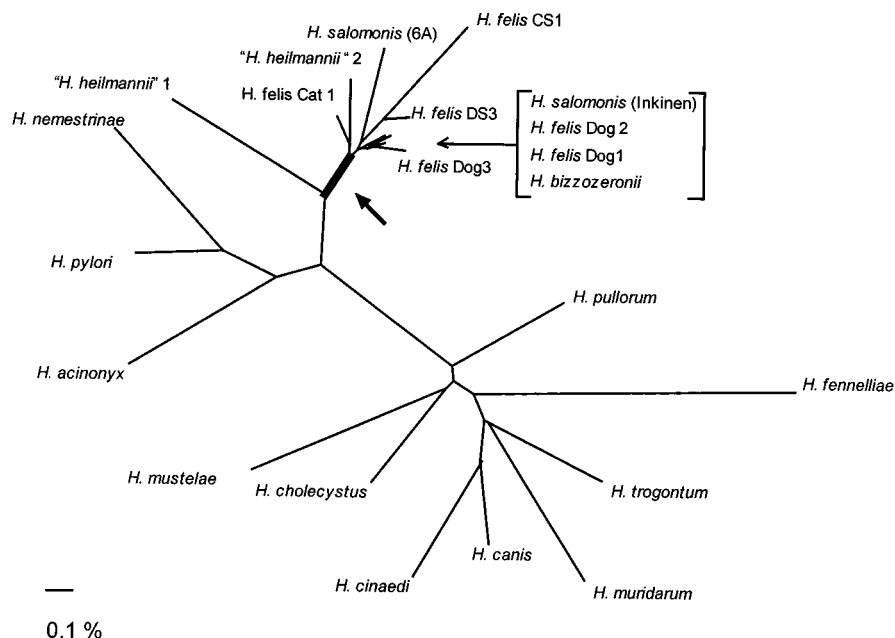 H. felis CS1
H. salomonis (6A)
"H. heilmannii" 2
"H. heilmannii" 1
H. felis Cat 1
H. nemestrinae
H. felis DS3
H. salomonis (Inkinen)
H. felis Dog 2
H. felis Dog1
H. bizzozeronii
H. felis Dog3
H. pylori
H. pullorum
H. acinonyx
H. fennelliae
H. mustelae
H. cholecystus
H. trogontum
H. canis
H. cinaedi
H. muridarum
0.1 %